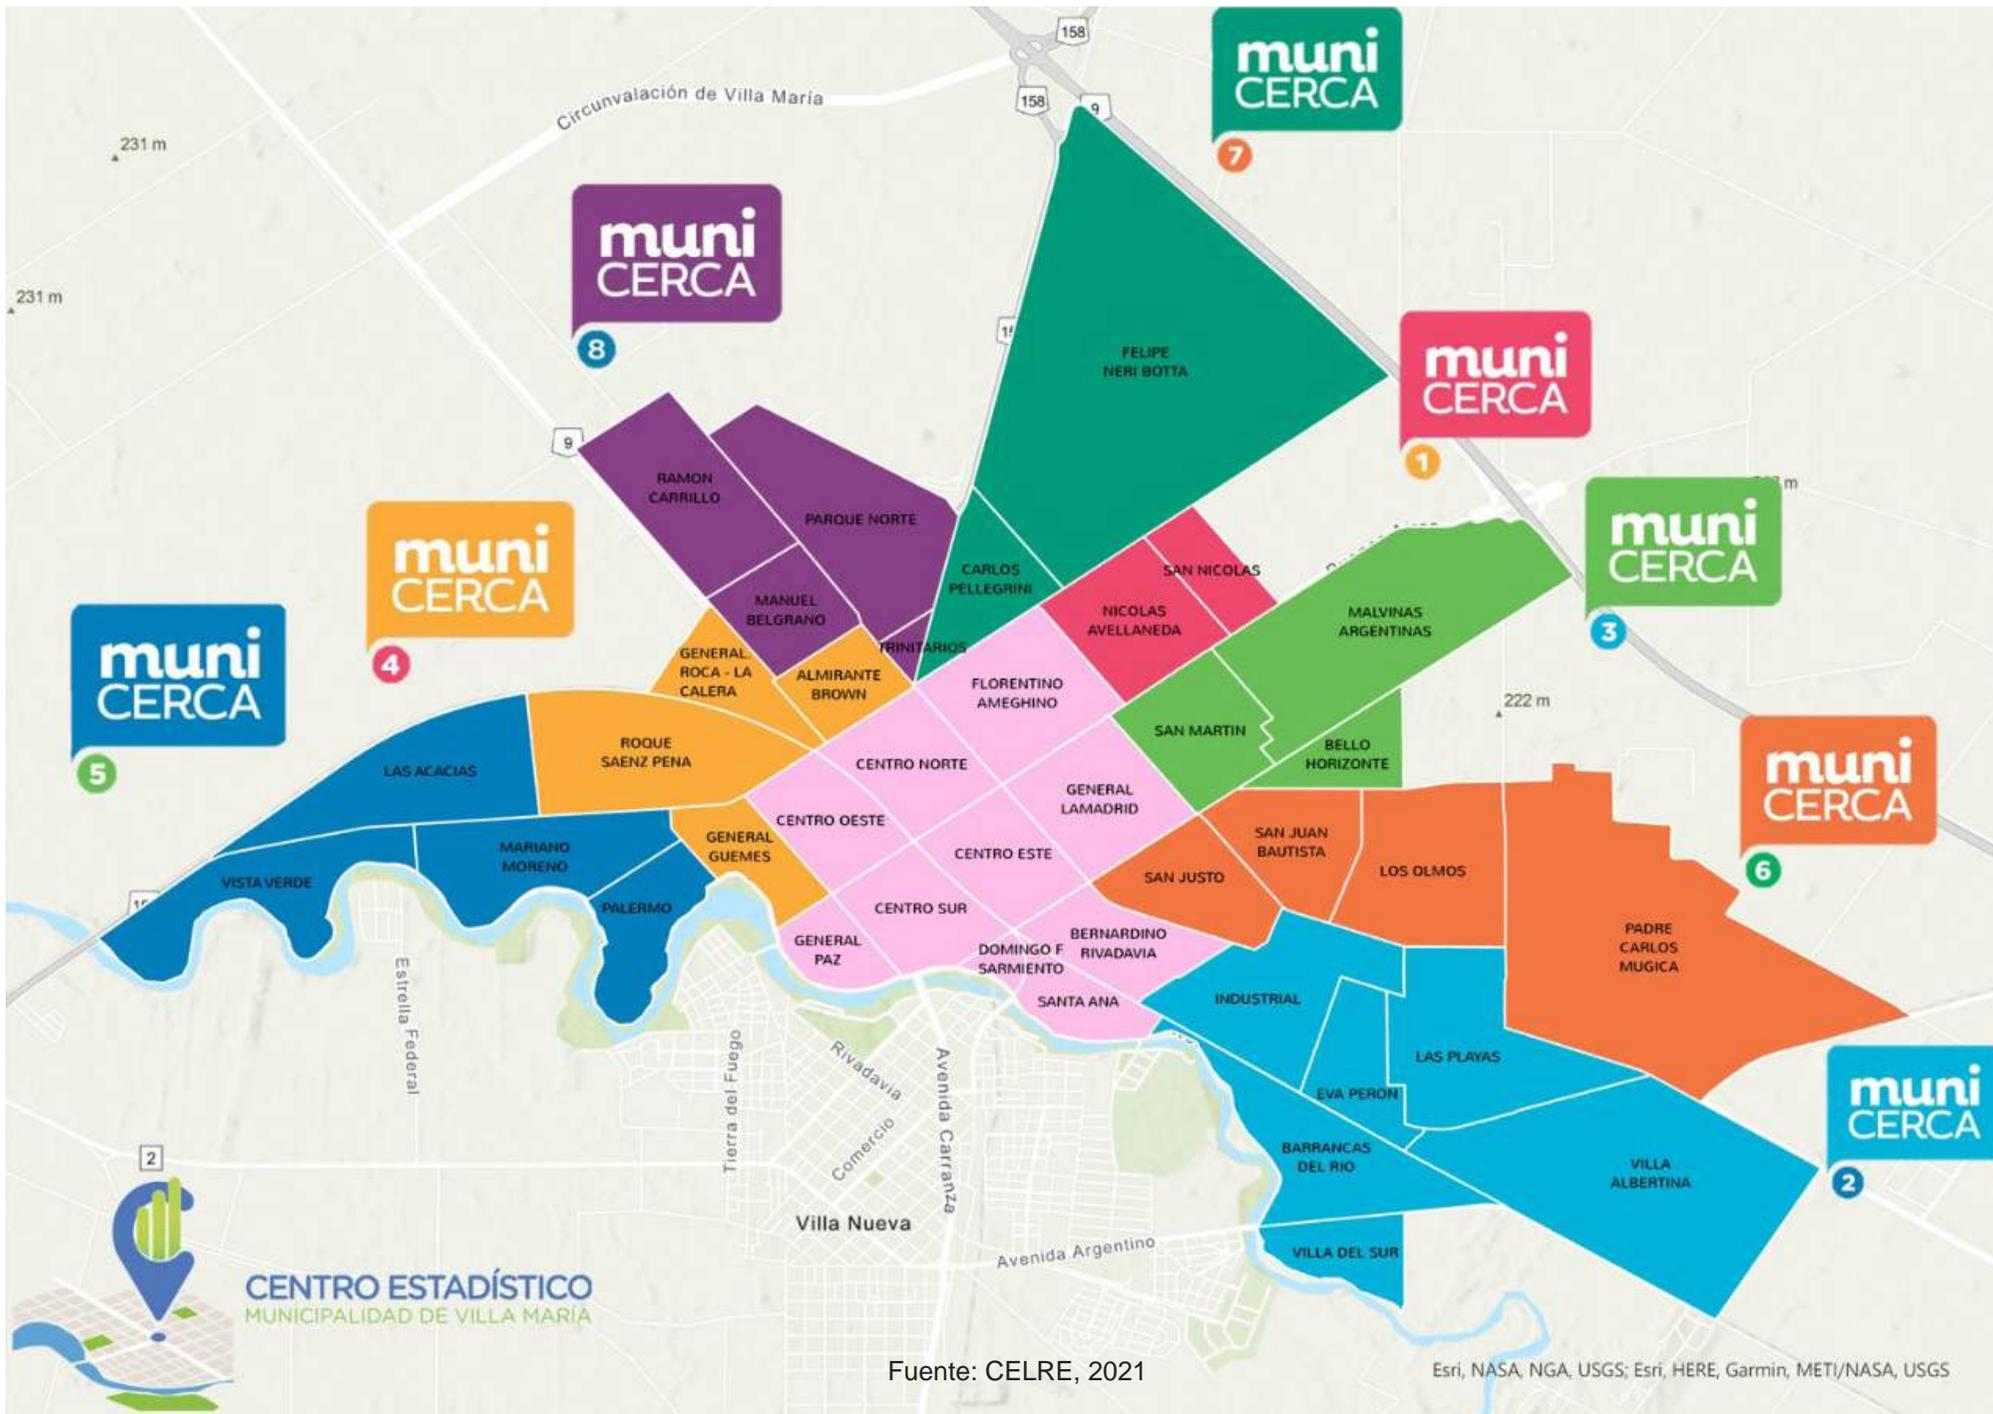 158
muni
CERCA
7
Circunvalación de Villa María
158
9
231 m
muni
CERCA
8
231 m
FELIPE
NERI BOTTA
muni
CERCA
1
9
RAMON
CARRILLO
PARQUE NORTE
muni
CERCA
3
muni
CERCA
4
CARLOS
PELLEGRINI
SAN NICOLAS
MANUEL
BELGRANO
NICOLAS
AVELLANEDA
MALVINAS
ARGENTINAS
muni
CERCA
5
TRINITARIOS
GENERAL
ROCA - LA
CALERA
ALMIRANTE
BROWN
FLORENTINO
AMEGHINO
222 m
SAN MARTIN
BELLO
HORIZONTE
muni
CERCA
6
ROQUE
SAENZ PENA
LAS ACACIAS
CENTRO NORTE
GENERAL
LAMADRID
CENTRO OESTE
GENERAL
GUEMES
MARIANO
MORENO
CENTRO ESTE
SAN JUAN
BAUTISTA
SAN JUSTO
LOS OLMOS
VISTA VERDE
PALERMO
CENTRO SUR
GENERAL
PAZ
DOMINGO F
SARMIENTO
BERNARDINO
RIVADAVIA
PADRE
CARLOS
MUGICA
SANTA ANA
INDUSTRIAL
Estrella Federal
Tierra del Fuego
Rivadavia
Comercio
Avenida Carranza
LAS PLAYAS
EVA PERON
muni
CERCA
2
BARRANCAS
DEL RIO
VILLA
ALBERTINA
2
Villa Nueva
Avenida Argentino
VILLA DEL SUR
CENTRO ESTADÍSTICO
MUNICIPALIDAD DE VILLA MARÍA
Fuente: CELRE, 2021
Esri, NASA, NGA, USGS; Esri, HERE, Garmin, METI/NASA, USGS